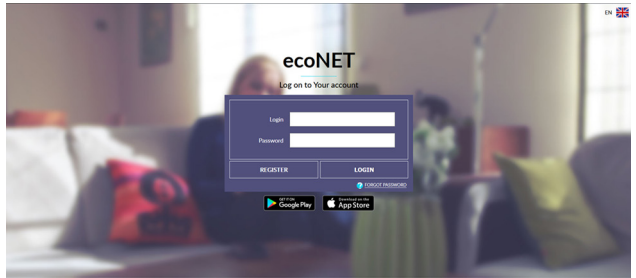 EN
ecoNET
Log on to Your account
Login
Password
REGISTER
LOGIN
FORGOT PASSWORD
GET IT ON
Google Play
Download on the
App Store